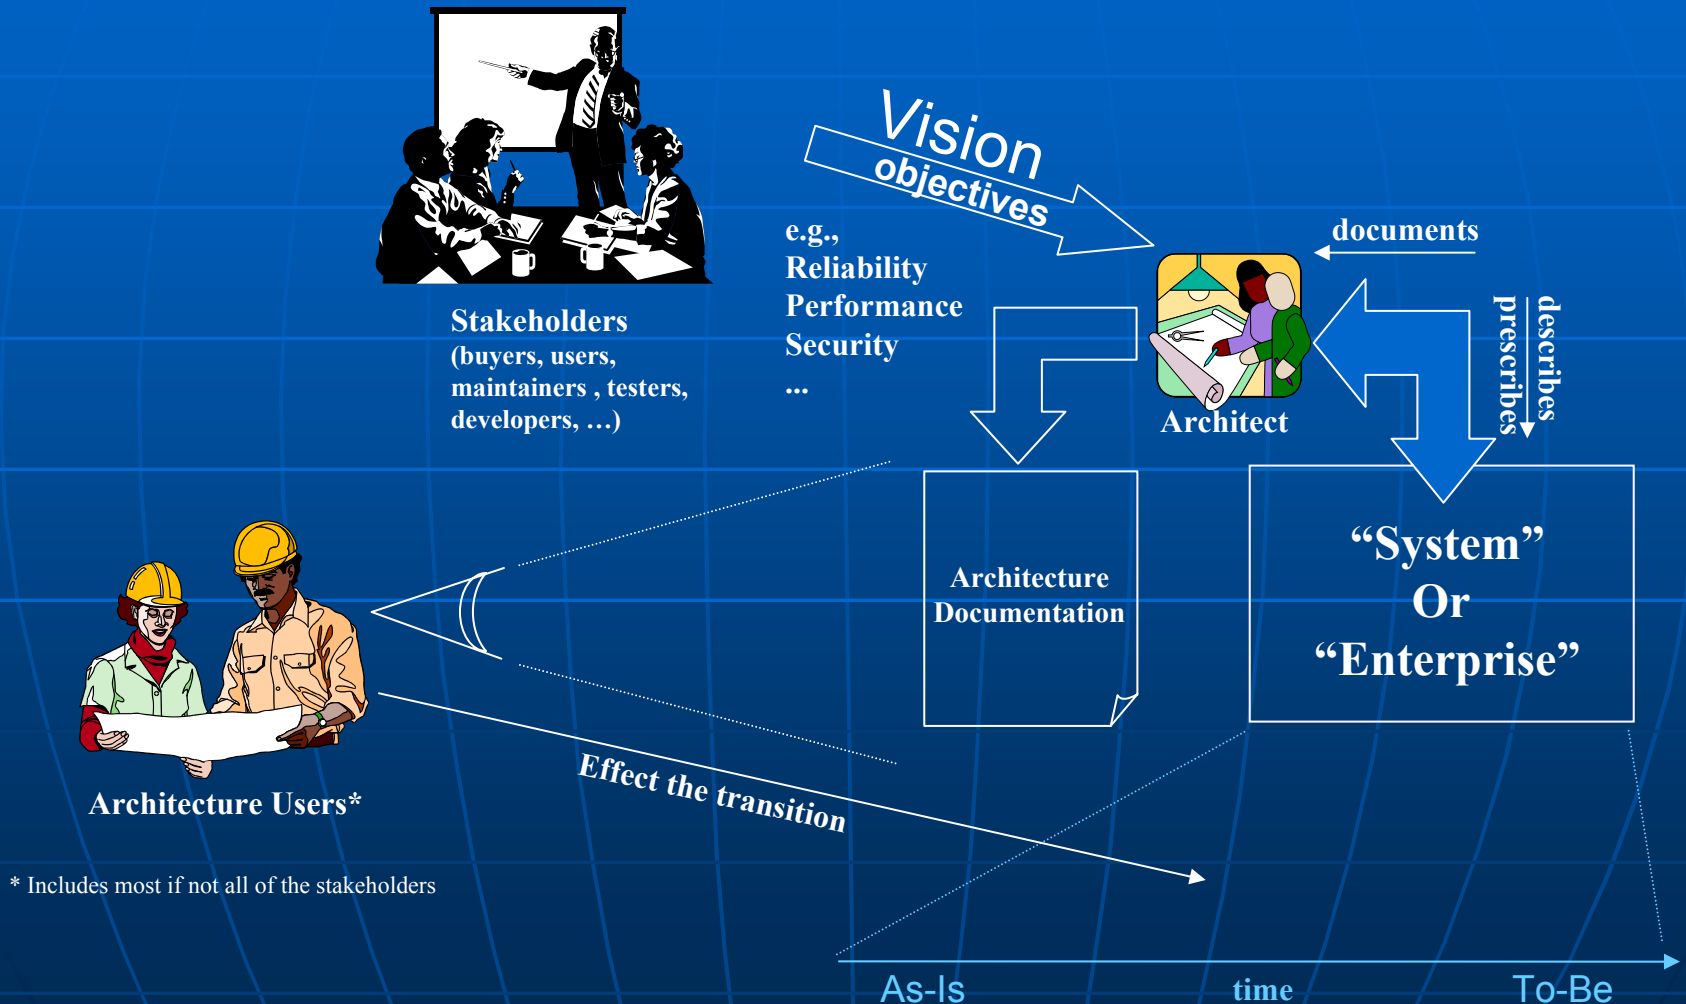 Vision
objectives
e.g.,
Reliability
Performance
Security
...
documents
describes
prescribes
Stakeholders
(buyers, users,
maintainers , testers,
developers, …)
Architect
Architecture
Documentation
“System”
Or
“Enterprise”
Effect the transition
Architecture Users*
* Includes most if not all of the stakeholders
As-Is
time
To-Be